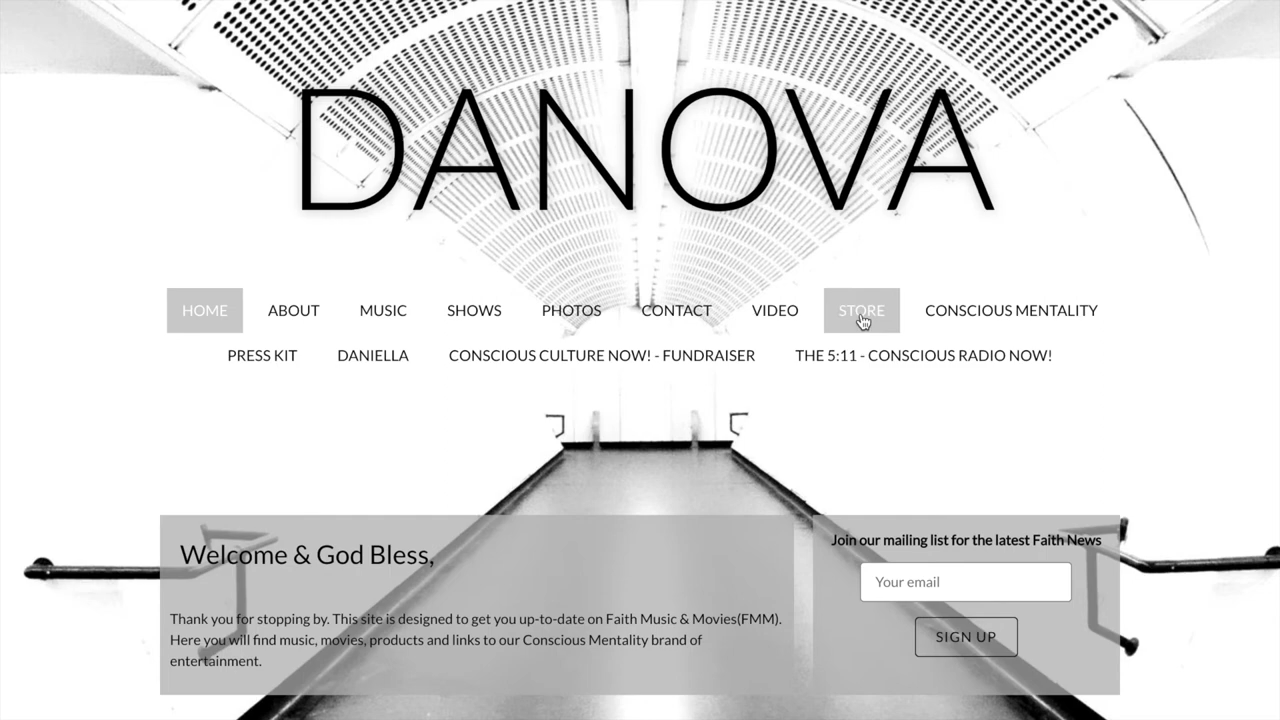 DANOVA
HOME ABOUT MUSIC SHOWS PHOTOS CONTACT VIDEO STORE CONSCIOUS MENTALITY
PRESS KIT DANIELLA CONSCIOUS CULTURE NOW! - FUNDRAISER THE 5:11 - CONSCIOUS RADIO NOW!
Welcome & God Bless,
Thank you for stopping by. This site is designed to get you up-to-date on Faith Music & Movies(FMM).
Here you will find music, movies, products and links to our Conscious Mentality brand of
entertainment.
Join our mailing list for the latest Faith News
Your email
SIGN UP